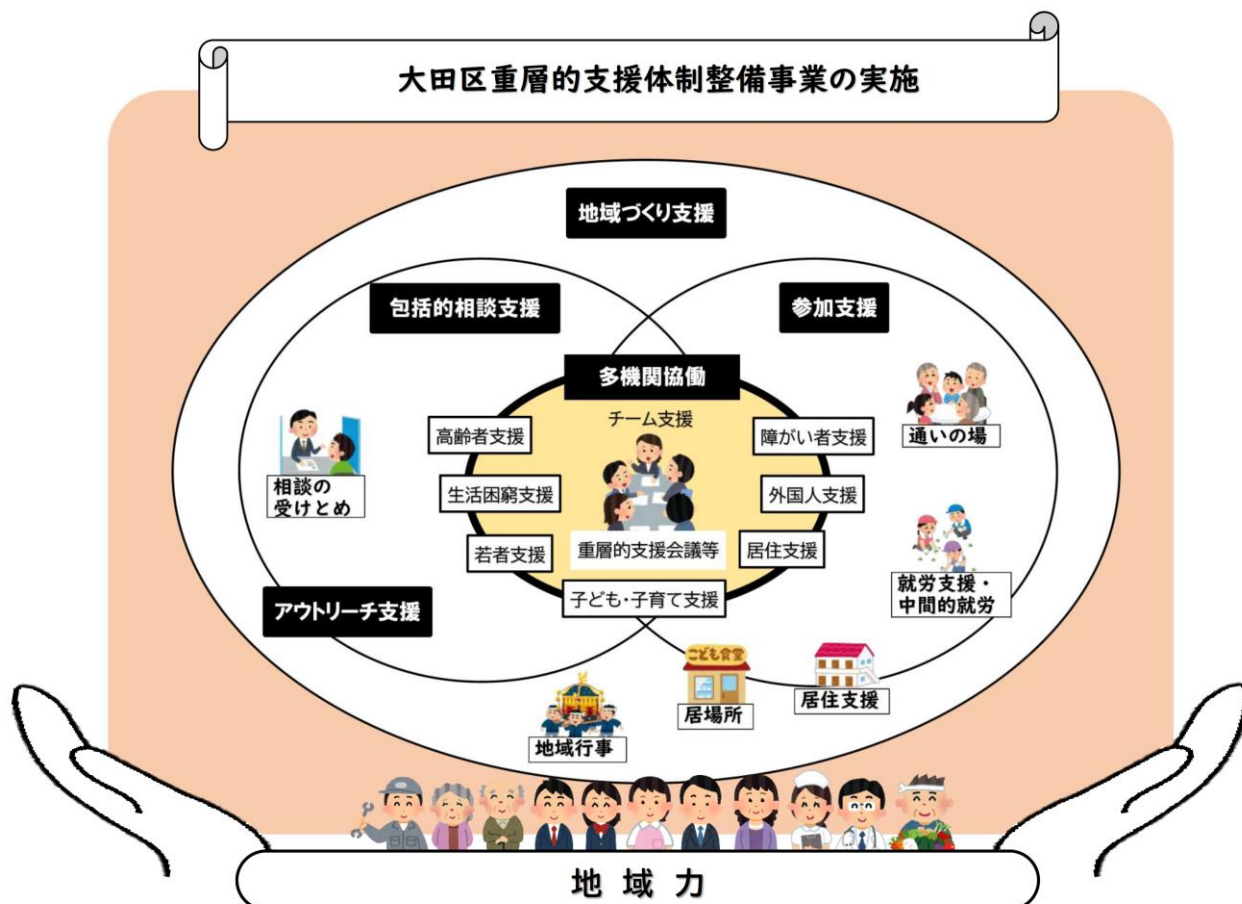 大田区重層的支援体制整備事業の実施
地域づくり支援
包括的相談支援
参加支援
多機関協働
チーム支援
高齢者支援
障がい者支援
通いの場
相談の
受けとめ
生活困窮支援
外国人支援
若者支援
重層的支援会議等
居住支援
就労支援・
中間的就労
アウトリーチ支援
子ども・子育て支援
こども食堂
居場所
居住支援
地域行事
地域力